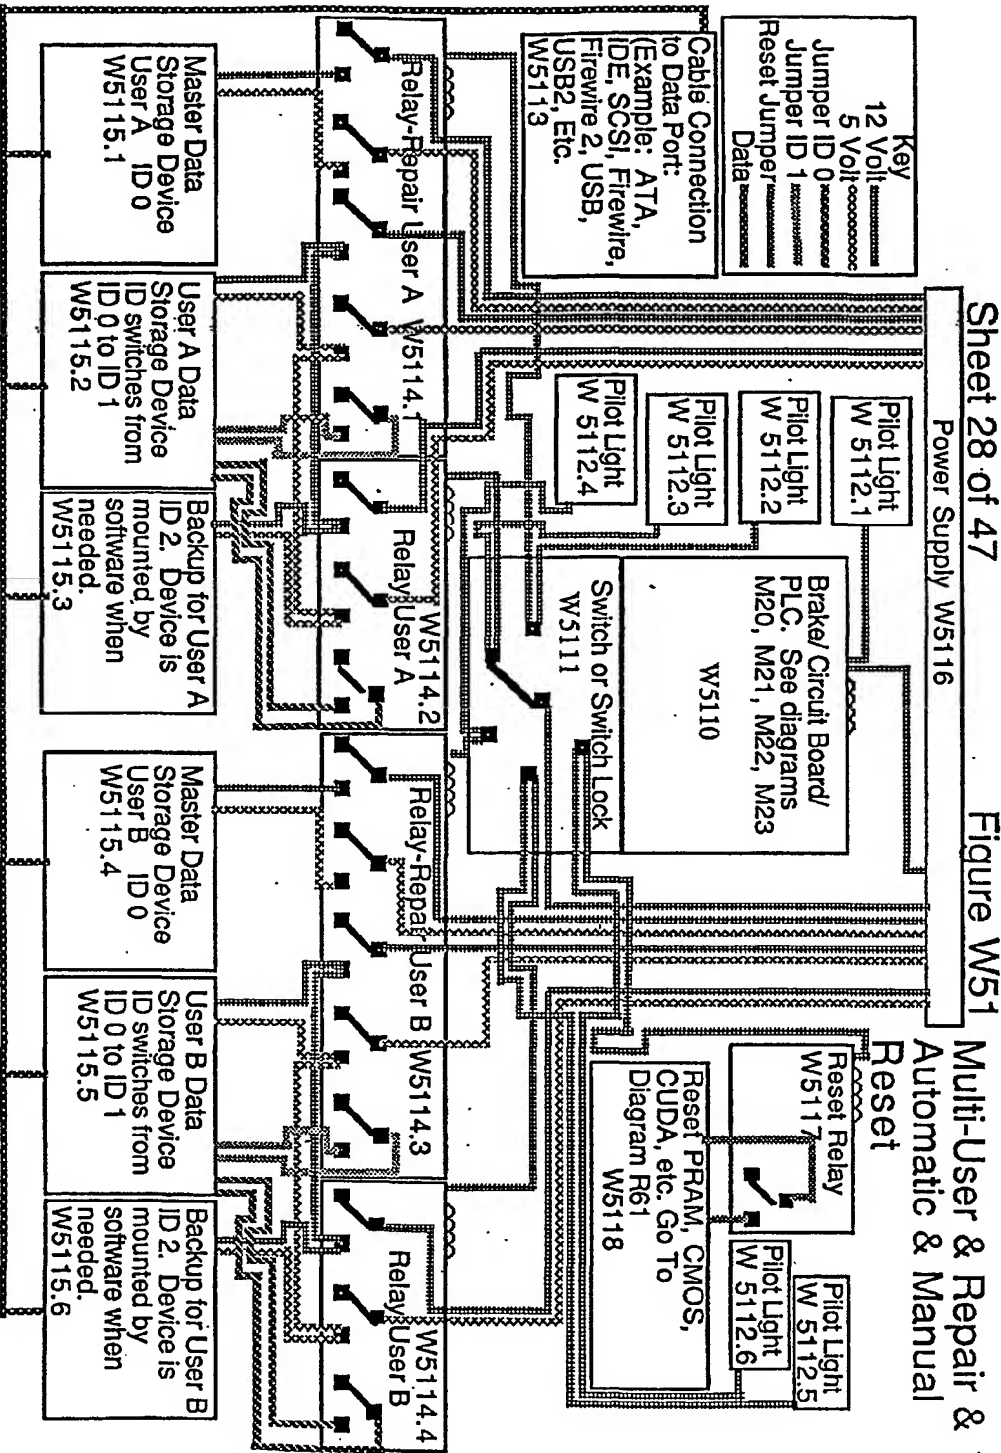 Sheet 28 of 47
Figure W51
Multi-User & Repair &
Automatic & Manual
Reset
Power Supply W5116
Key
12 Volt
5 Volt
Jumper ID 0
Jumper ID 1
Reset Jumper
Data
Cable Connection
to Data Port:
(Example: ATA,
IDE, SCSI, Firewire,
Firewire 2, USB,
USB2, Etc.
W5113
Pilot Light
W 5112.1
Pilot Light
W 5112.2
Pilot Light
W 5112.3
Pilot Light
W 5112.4
Brake/ Circuit Board/
PLC. See diagrams
M20, M21, M22, M23
W5110
Switch or Switch Lock
W5111
Reset Relay
W5117
Reset PRAM, CMOS,
CUDA, etc. Go To
Diagram R61
W5118
Pilot Light
W 5112.5
Pilot Light
W 5112.6
Relay-Repair User A W5114.1
W5114.2
Relay User A
Relay-Repair User B W5114.3
W5114.4
Relay User B
Master Data
Storage Device
User A ID 0
W5115.1
User A Data
Storage Device
ID switches from
ID 0 to ID 1
W5115.2
Backup for User A
ID 2. Device is
mounted by
software when
needed.
W5115.3
Master Data
Storage Device
User B ID 0
W5115.4
User B Data
Storage Device
ID switches from
ID 0 to ID 1
W5115.5
Backup for User B
ID 2. Device is
mounted by
software when
needed.
W5115.6